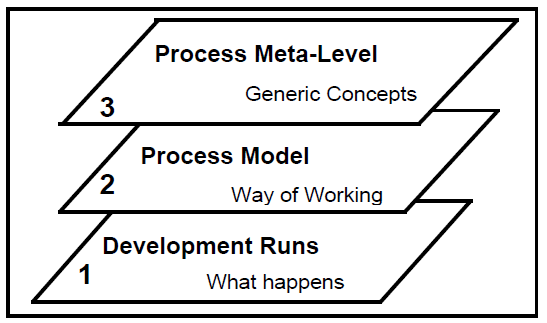 Process Meta-Level
Generic Concepts
3
Process Model
2
Way of Working
Development Runs
1
What happens